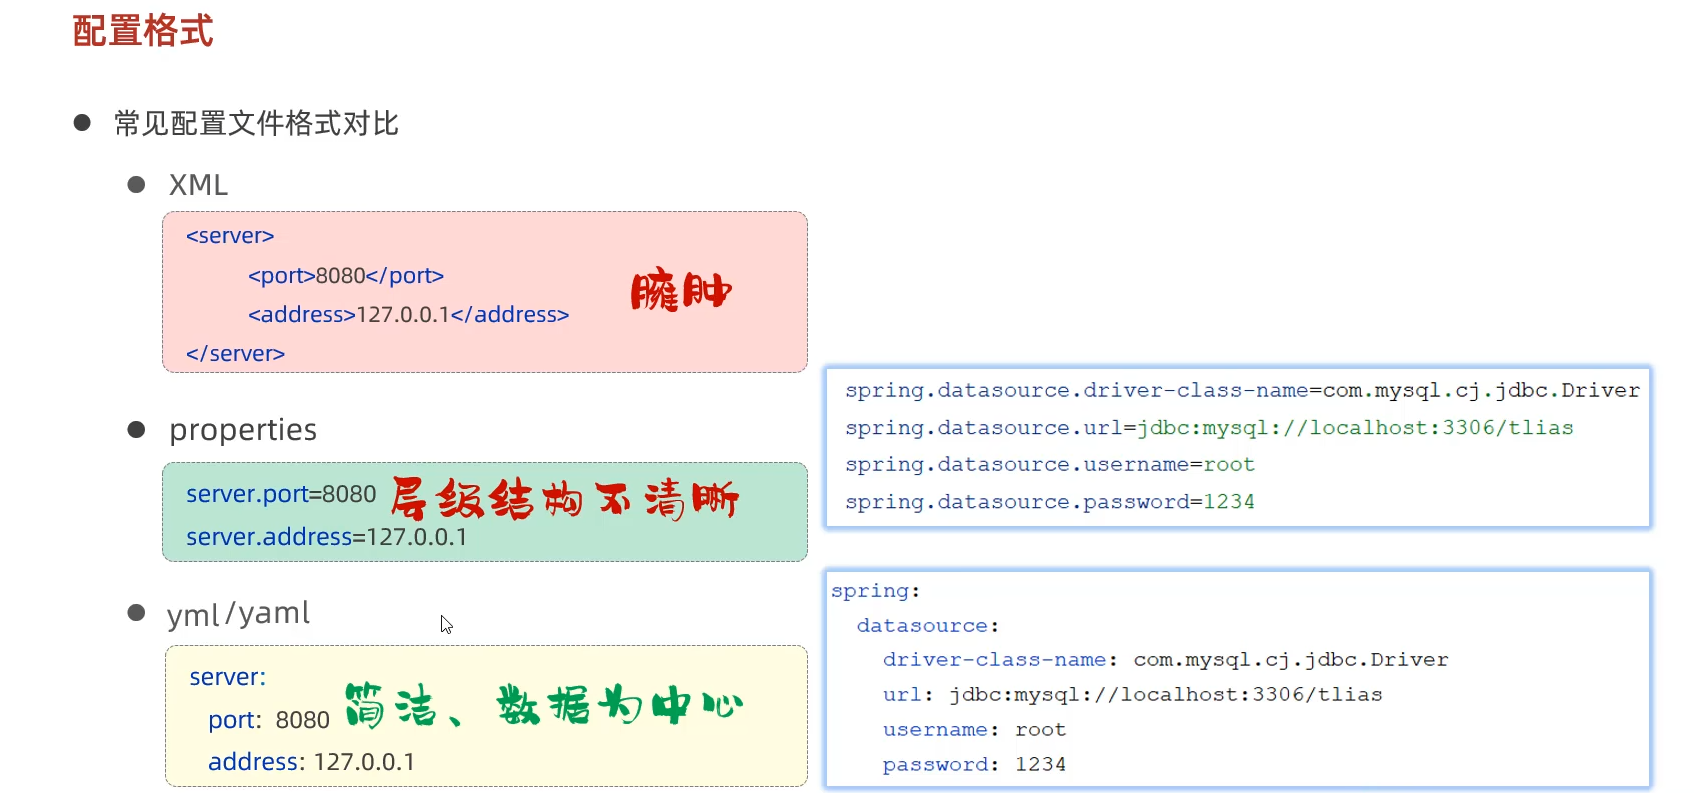 配置格式
常见配置文件格式对比
XML
<server>
<port>8080</port>
<address>127.0.0.1</address>
</server>
臃肿
properties
server.port=8080
server.address=127.0.0.1
层级结构不清晰
spring.datasource.driver-class-name=com.mysql.cj.jdbc.Driver
spring.datasource.url=jdbc:mysql://localhost:3306/tlias
spring.datasource.username=root
spring.datasource.password=1234
yml/yaml
server:
port: 8080
address: 127.0.0.1
简洁、数据为中心
spring:
datasource:
driver-class-name: com.mysql.cj.jdbc.Driver
url: jdbc:mysql://localhost:3306/tlias
username: root
password: 1234